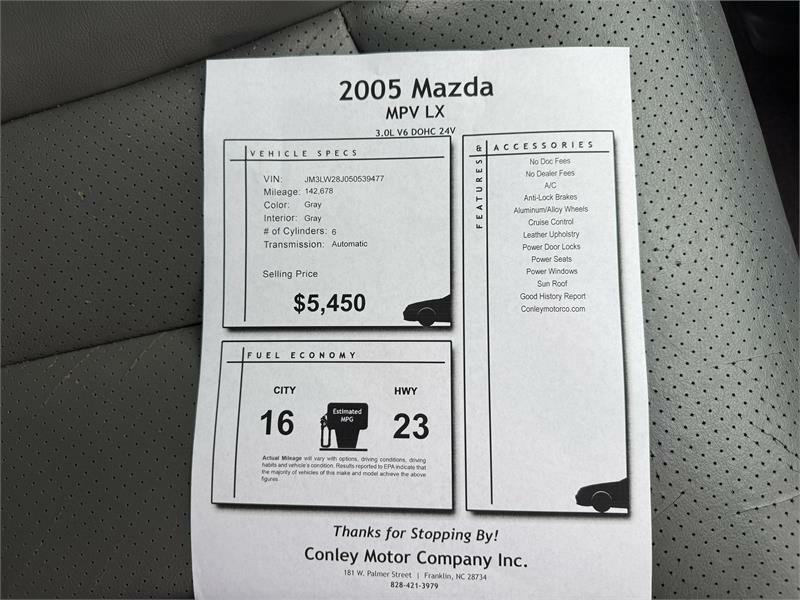 2005 Mazda
MPV LX
3.0L V6 DOHC 24V
VEHICLE SPECS
VIN: JM3LW28J050539477
Mileage: 142,678
Color: Gray
Interior: Gray
# of Cylinders: 6
Transmission: Automatic
Selling Price
$5,450
FUEL ECONOMY
CITY
16
Estimated
MPG
HWY
23
Actual Mileage will vary with options, driving conditions, driving
habits and vehicle's condition. Results reported to EPA indicate that
the majority of vehicles of this make and model achieve the above
figures.
FEATURES & ACCESSORIES
No Doc Fees
No Dealer Fees
A/C
Anti-Lock Brakes
Aluminum/Alloy Wheels
Cruise Control
Leather Upholstry
Power Door Locks
Power Seats
Power Windows
Sun Roof
Good History Report
Conleymotorco.com
Thanks for Stopping By!
Conley Motor Company Inc.
181 W. Palmer Street | Franklin, NC 28734
828-421-3979